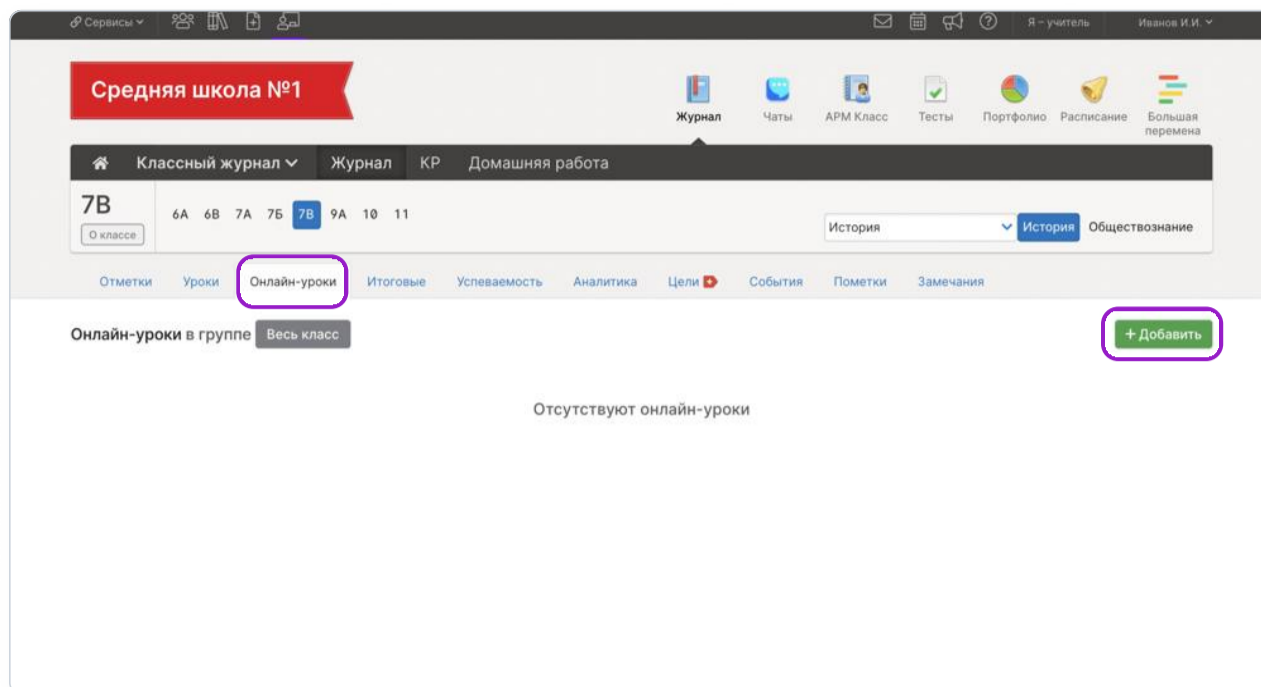 Сервисы Я – учитель Иванов И.И.
Средняя школа №1
Журнал Чаты АРМ Класс Тесты Портфолио Расписание Большая перемена
Классный журнал Журнал КР Домашняя работа
7В
6А 6В 7А 7Б 7В 9А 10 11
О классе
История История Обществознание
Отметки Уроки Онлайн-уроки Итоговые Успеваемость Аналитика Цели События Пометки Замечания
Онлайн-уроки в группе Весь класс + Добавить
Отсутствуют онлайн-уроки